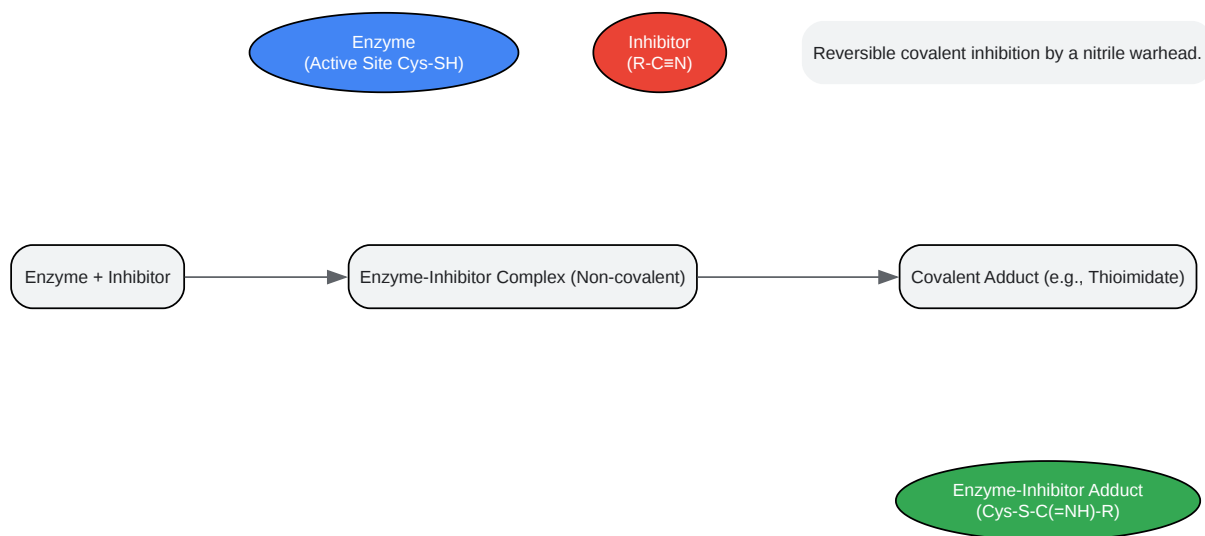 Enzyme
(Active Site Cys-SH)
Inhibitor
(R-C≡N)
Reversible covalent inhibition by a nitrile warhead.
Enzyme + Inhibitor
Enzyme-Inhibitor Complex (Non-covalent)
Covalent Adduct (e.g., Thioimidate)
Enzyme-Inhibitor Adduct
(Cys-S-C(=NH)-R)